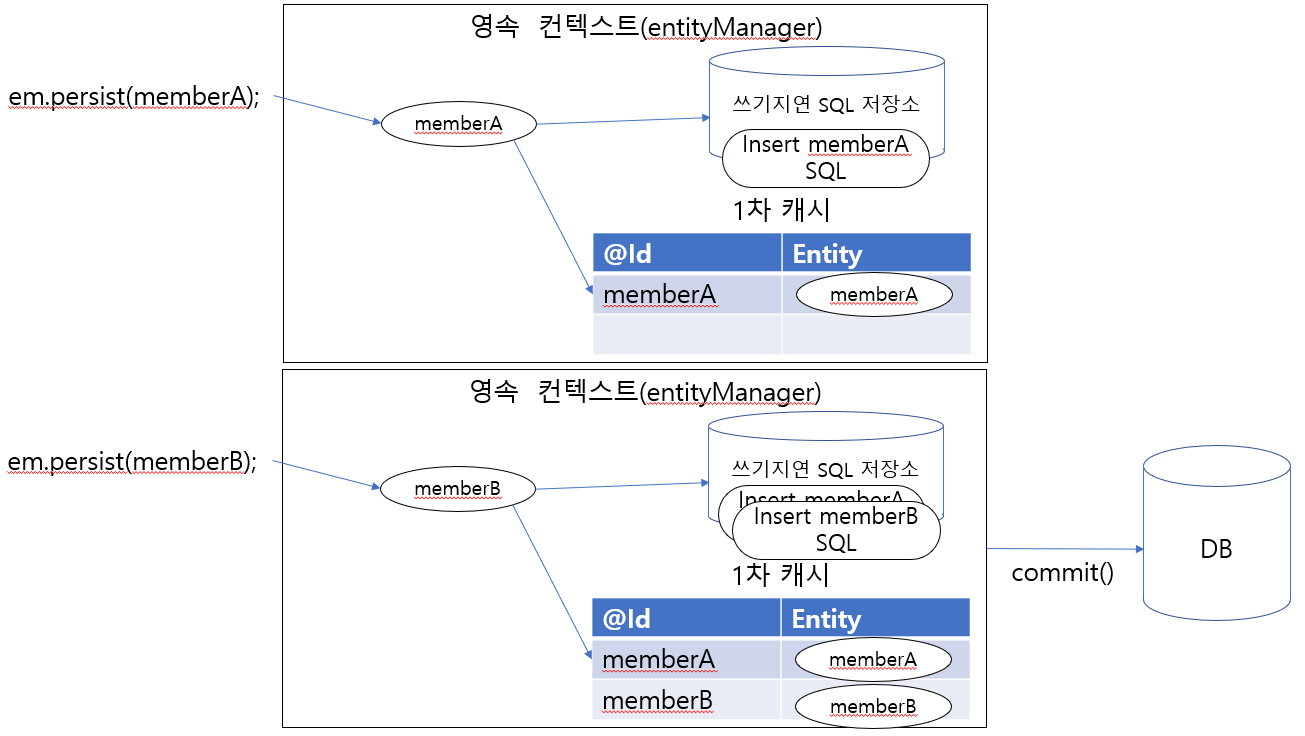 영속 컨텍스트(entityManager)
em.persist(memberA);
memberA
쓰기지연 SQL 저장소
Insert memberA
SQL
1차 캐시
@Id Entity
memberA memberA
영속 컨텍스트(entityManager)
em.persist(memberB);
memberB
쓰기지연 SQL 저장소
Insert memberA
Insert memberB
SQL
1차 캐시
@Id Entity
memberA memberA
memberB memberB
commit()
DB